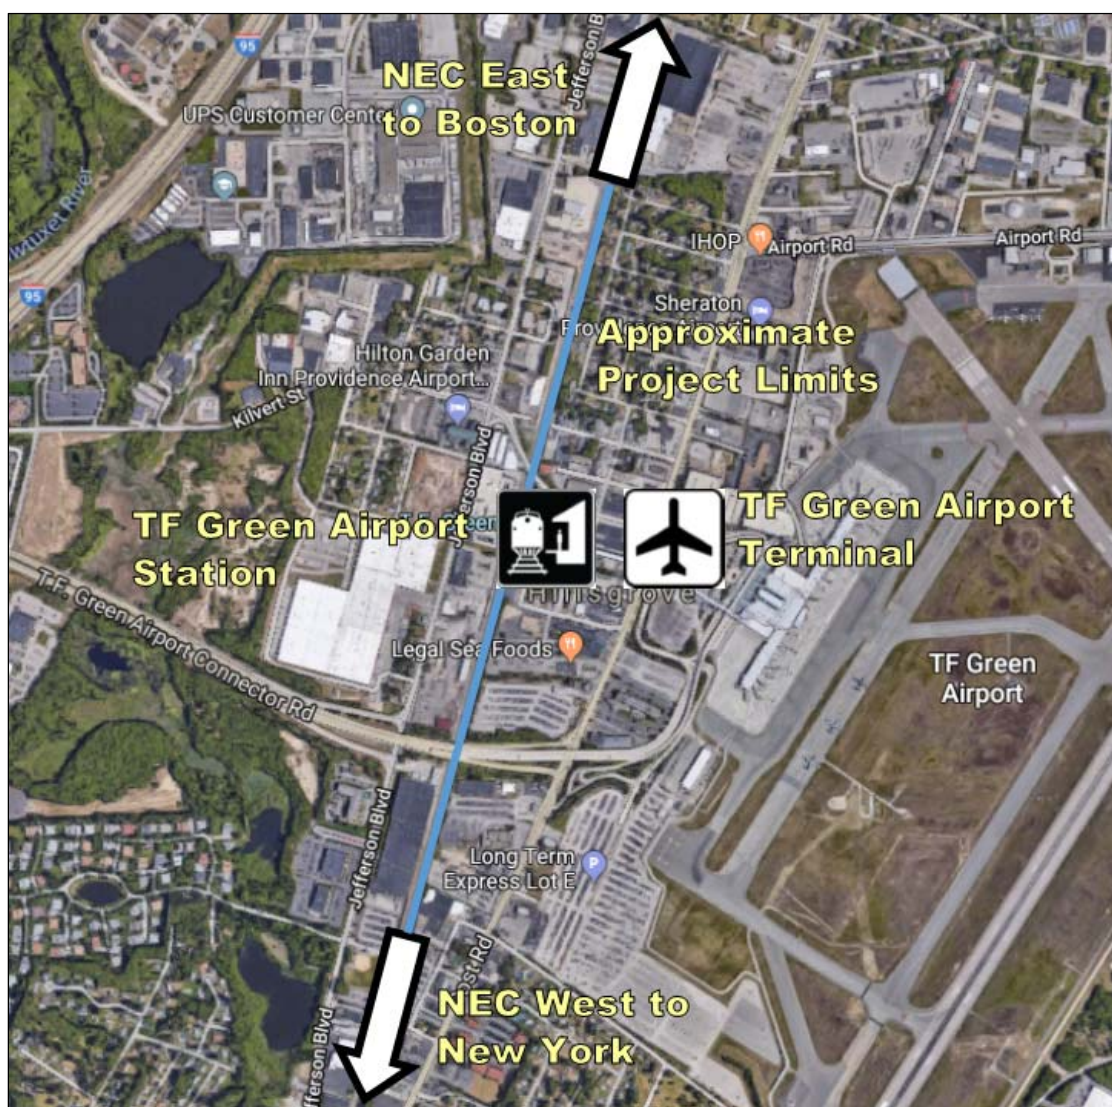 95
Jefferson B
NEC East
to Boston
UPS Customer Center
IHOP
Airport Rd
Airport Rd
95
Sheraton
Approximate
Project Limits
Hilton Garden
Inn Providence Airport...
Kilvert St
Jefferson Blvd
TF Green Airport
Station
TF Green Airport
Terminal
Hillsgrove
T.F. Green Airport Connector Rd
Legal Sea Foods
TF Green
Airport
Jefferson Blvd
Long Term
Express Lot E
P
ost Rd
NEC West to
New York
fferson Blvd